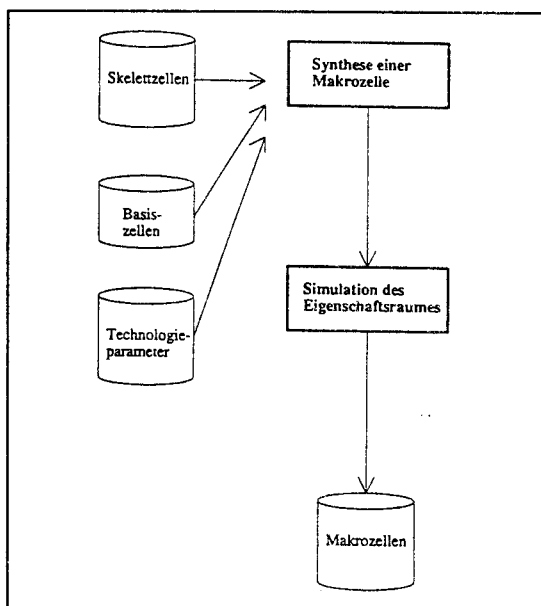 Skelettzellen
Synthese einer
Makrozelle
Basis-
zellen
Technologie-
parameter
Simulation des
Eigenschaftsraumes
Makrozellen